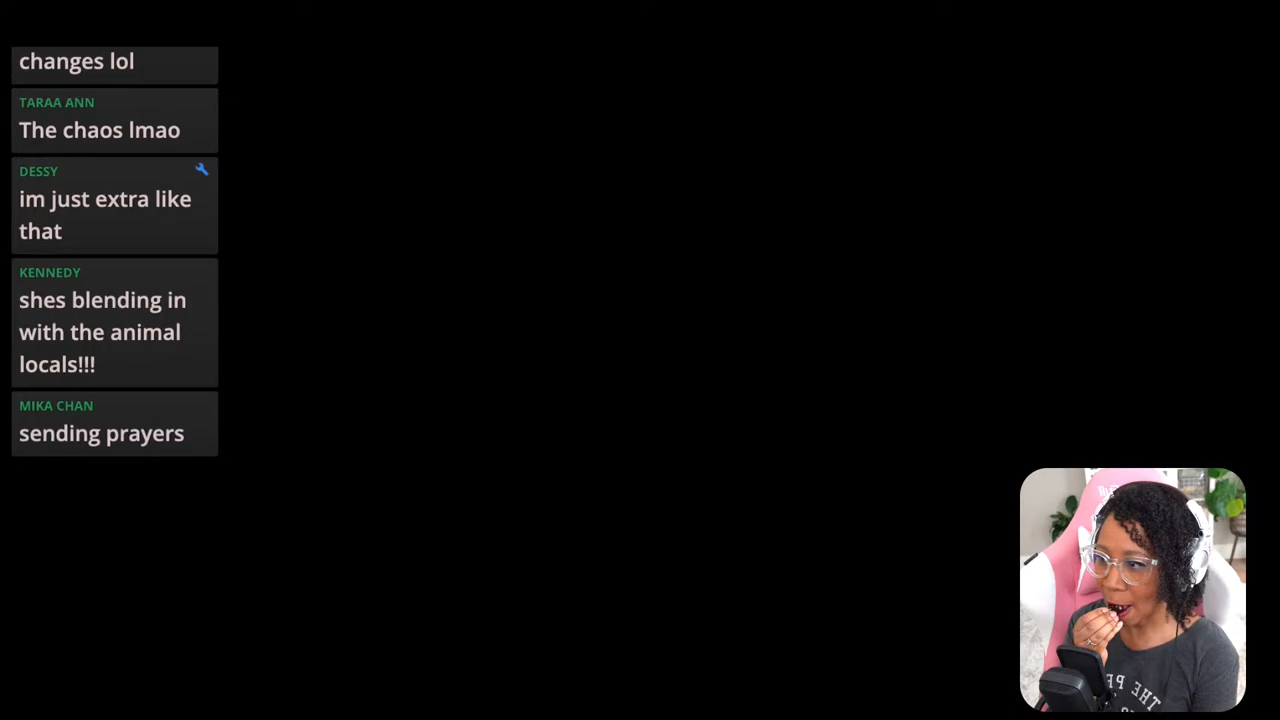 changes lol
TARAA ANN
The chaos lmao
DESSY
im just extra like
that
KENNEDY
shes blending in
with the animal
locals!!!
MIKA CHAN
sending prayers